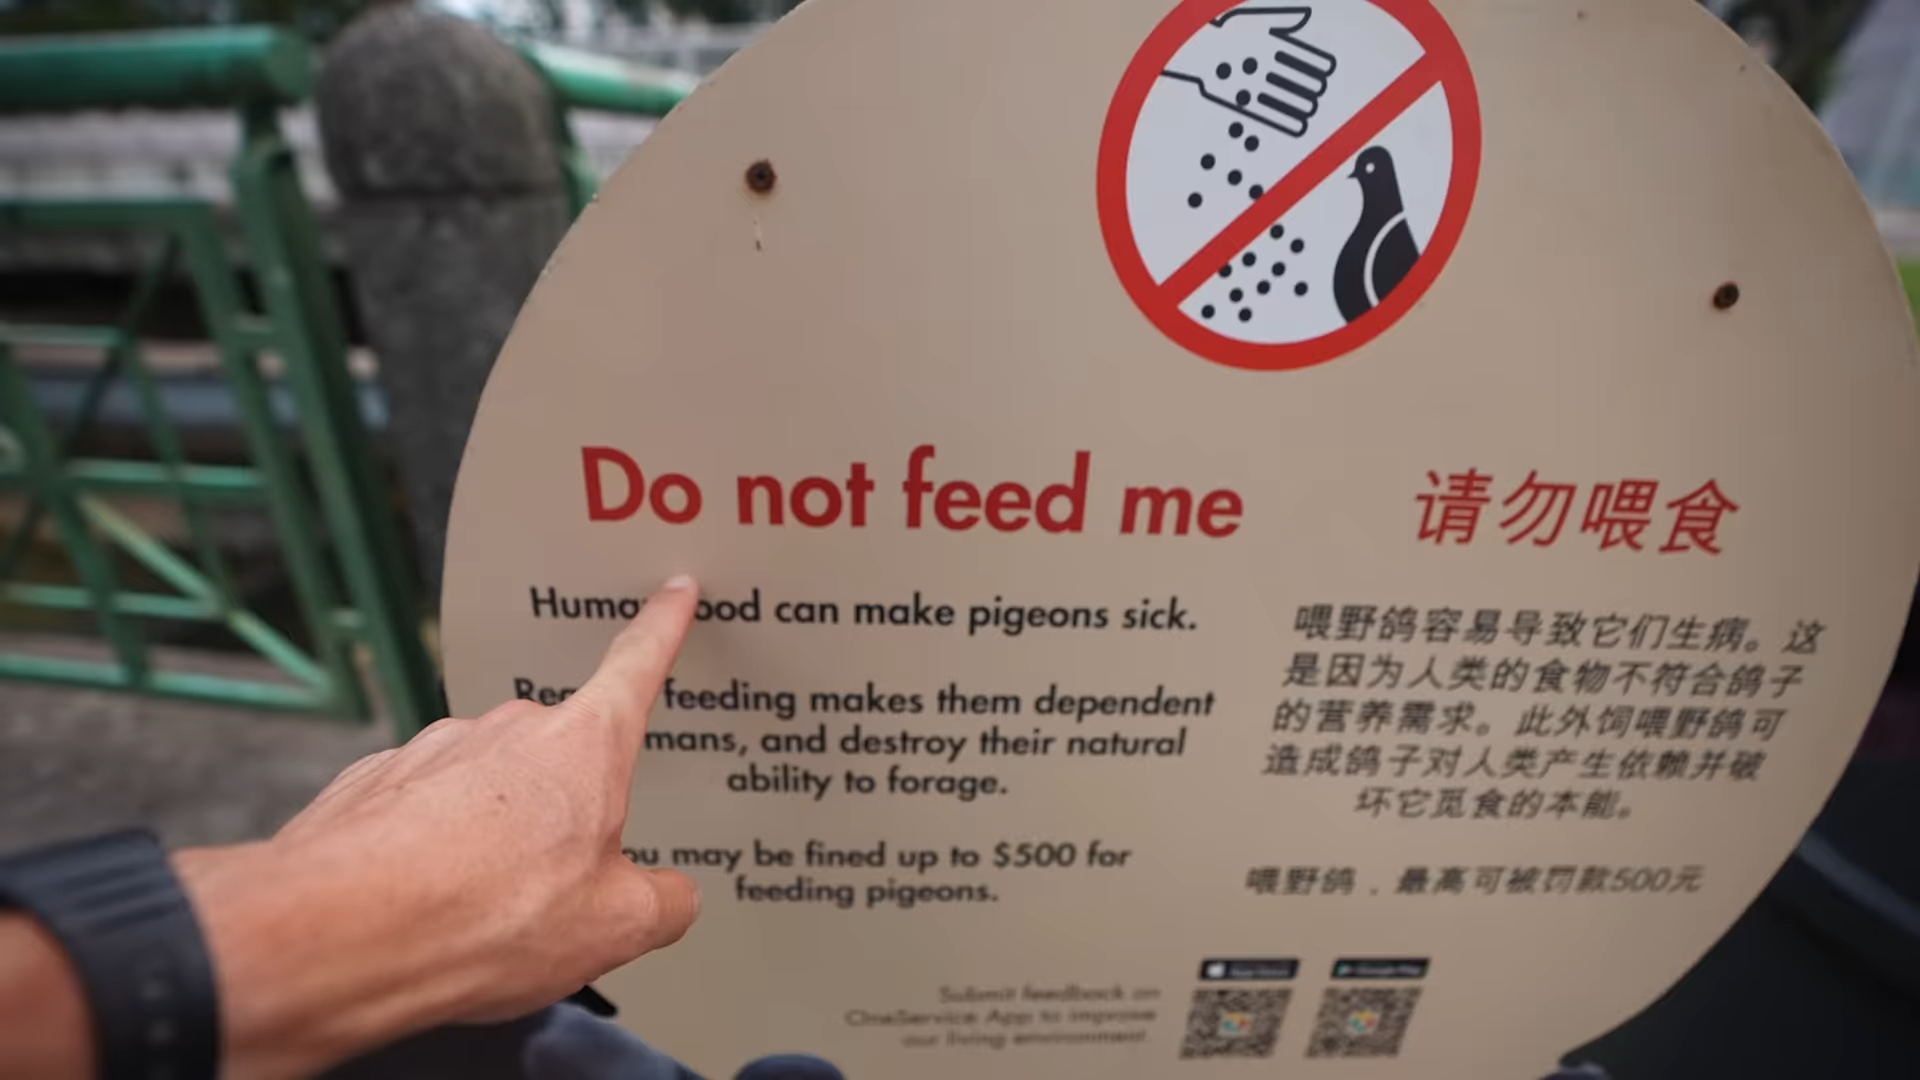 Do not feed me
food can make pigeons sick.
feeding makes them dependent
and destroy their natural
ability to forage.
may be fined up to $500 for
feeding pigeons.
请勿喂食
喂野鸽容易导致它们生病。这
是因为人类的食物不符合鸽子
的营养需求。此外饲喂野鸽可
造成鸽子对人类产生依赖并破
坏它觅食的本能。
喂野鸽，最高可被罚款500元
Submit feedback on
OneService App to improve
our living environment.
App Store
Google Play